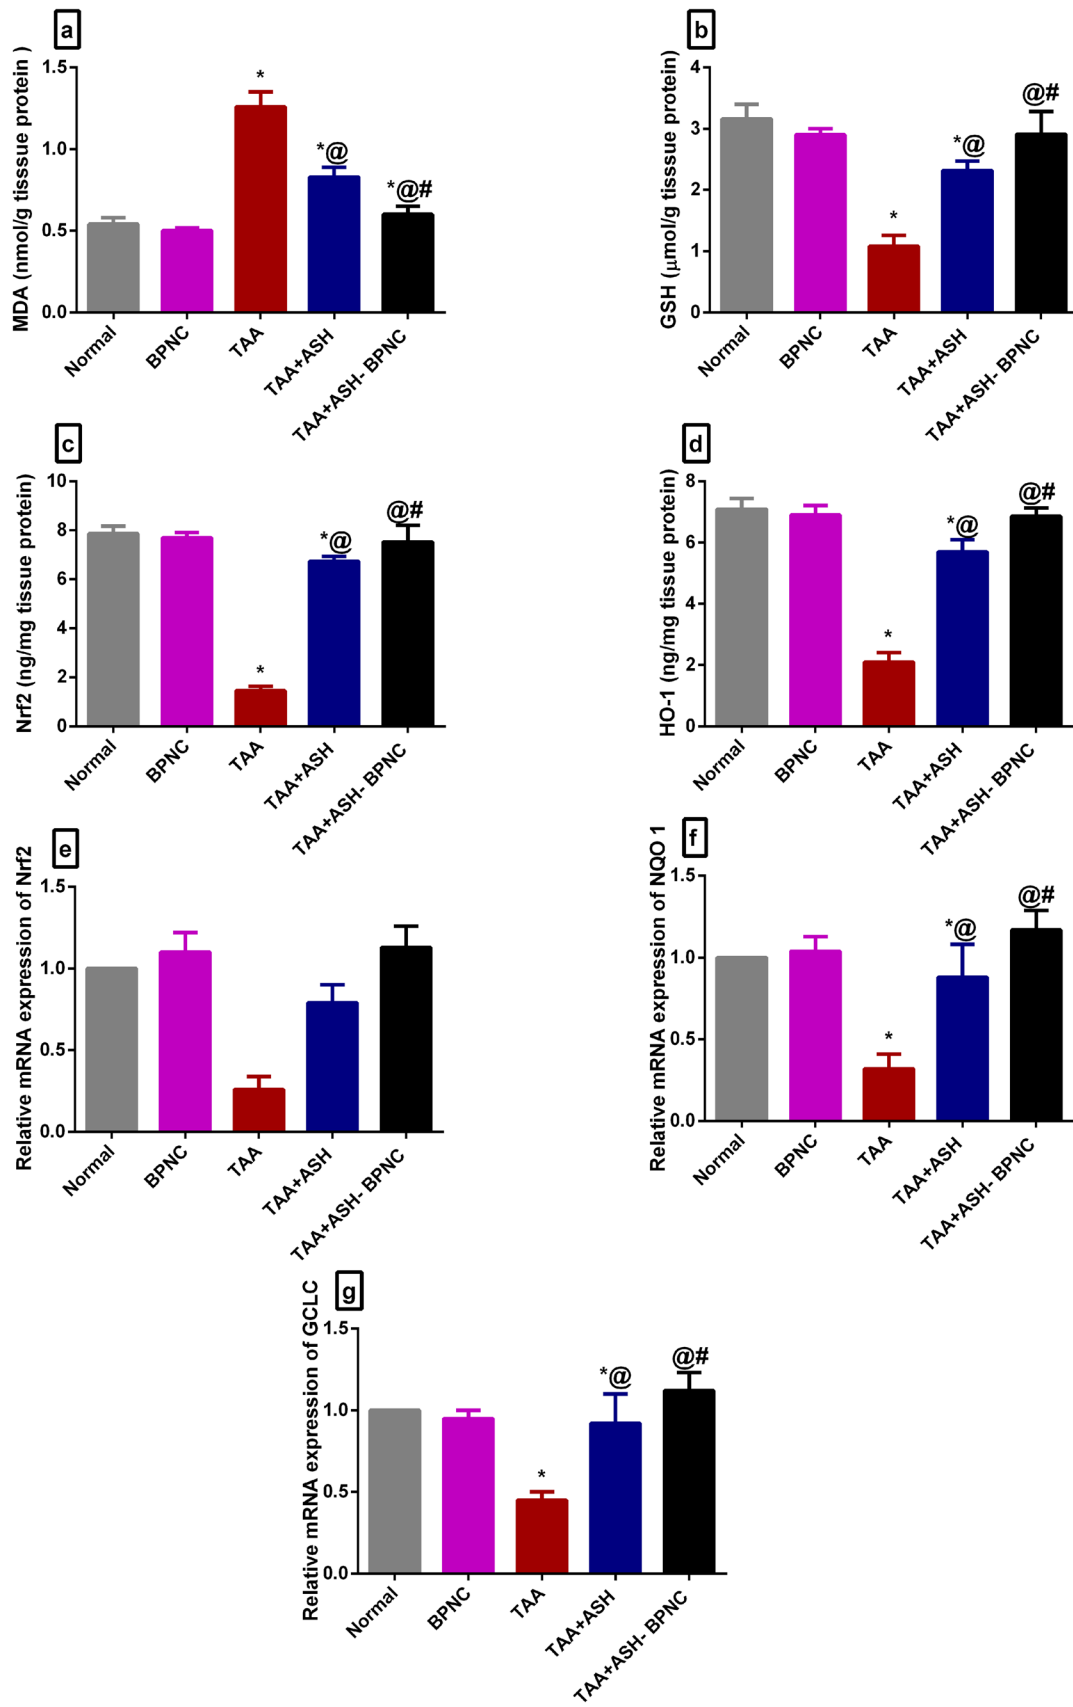 a
MDA (nmol/g tisssue protein )
1.5
1.0
0.5
0.0
*
*@
*@#
Normal
BPNC
TAA
TAA+ASH
TAA+ASH- BPNC
b
GSH (μmol/g tissue protein)
4
3
2
1
0
*
*@
@#
Normal
BPNC
TAA
TAA+ASH
TAA+ASH- BPNC
c
Nrf2 (ng/mg tissue protein)
10
8
6
4
2
0
*
*@
@#
Normal
BPNC
TAA
TAA+ASH
TAA+ASH- BPNC
d
HO-1 (ng/mg tissue protein)
8
6
4
2
0
*
*@
@#
Normal
BPNC
TAA
TAA+ASH
TAA+ASH- BPNC
e
Relative mRNA expression of Nrf2
1.5
1.0
0.5
0.0
Normal
BPNC
TAA
TAA+ASH
TAA+ASH- BPNC
f
Relative mRNA expression of NQO 1
1.5
1.0
0.5
0.0
*
*@
@#
Normal
BPNC
TAA
TAA+ASH
TAA+ASH- BPNC
g
Relative mRNA expression of GCLC
1.5
1.0
0.5
0.0
*
*@
@#
Normal
BPNC
TAA
TAA+ASH
TAA+ASH- BPNC